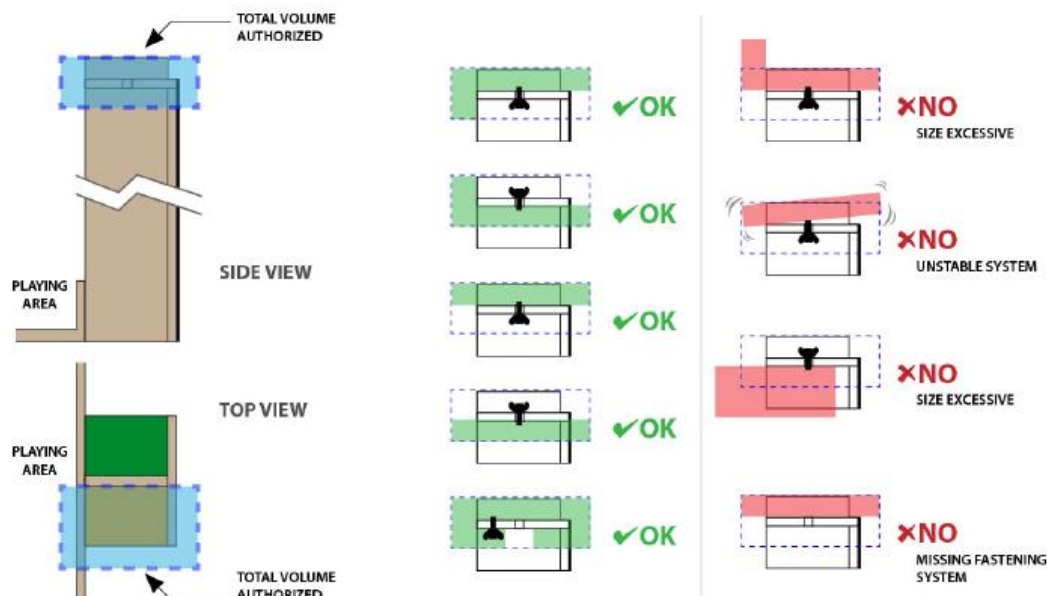 TOTAL VOLUME
AUTHORIZED
SIDE VIEW
PLAYING
AREA
TOP VIEW
PLAYING
AREA
TOTAL VOLUME
AUTHORIZED
✔OK
✔OK
✔OK
✔OK
✔OK
✖NO
SIZE EXCESSIVE
✖NO
UNSTABLE SYSTEM
✖NO
SIZE EXCESSIVE
✖NO
MISSING FASTENING
SYSTEM